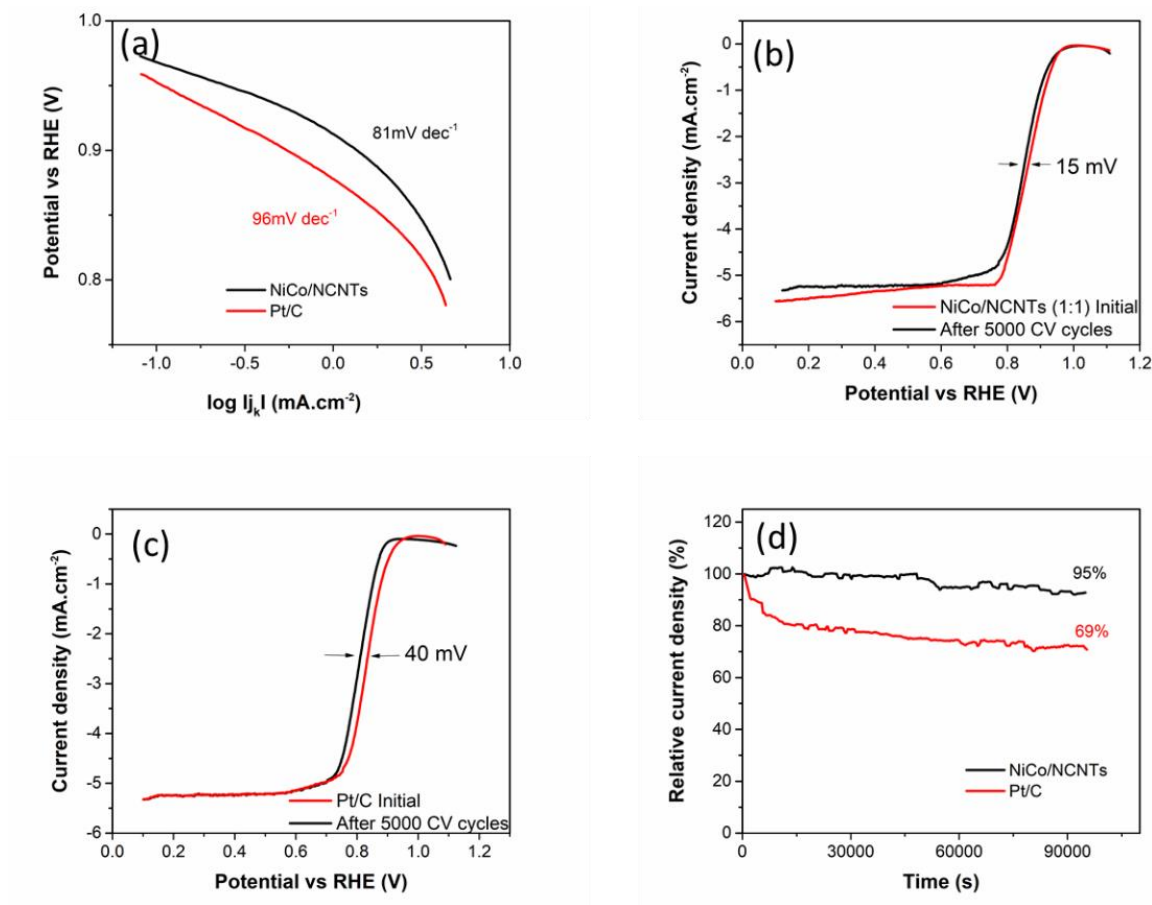 (a)
Potential vs RHE (V)
1.0
0.9
0.8
81mV dec⁻¹
96mV dec⁻¹
NiCo/NCNTs
Pt/C
-1.0 -0.5 0.0 0.5 1.0
log Ijₖl (mA.cm⁻²)
(b)
Current density (mA.cm⁻²)
0
-1
-2
-3
-4
-5
-6
15 mV
NiCo/NCNTs (1:1) Initial
After 5000 CV cycles
0.0 0.2 0.4 0.6 0.8 1.0 1.2
Potential vs RHE (V)
(c)
Current density (mA.cm⁻²)
0
-1
-2
-3
-4
-5
-6
40 mV
Pt/C Initial
After 5000 CV cycles
0.0 0.2 0.4 0.6 0.8 1.0 1.2
Potential vs RHE (V)
(d)
Relative current density (%)
120
100
80
60
40
20
0
95%
69%
NiCo/NCNTs
Pt/C
0 30000 60000 90000
Time (s)